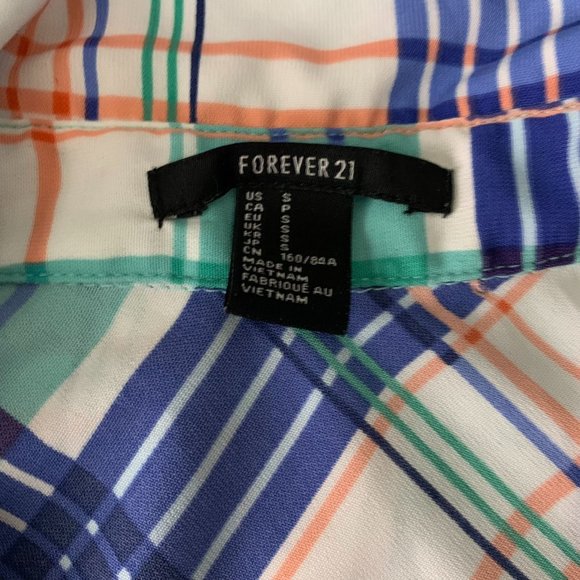 FOREVER 21
US S
CA P
EU S
UK S
KR S
JP S
CN 160/84A
MADE IN
VIETNAM
FABRIQUÉ AU
VIETNAM